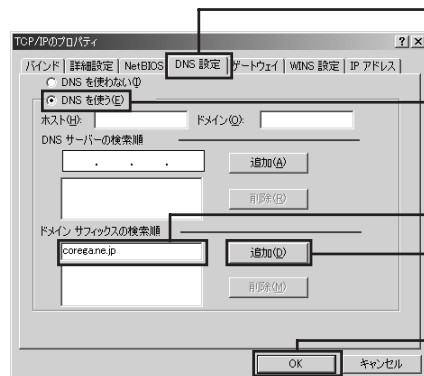 TCP/IPのプロパティ
バインド 詳細設定 NetBIOS DNS 設定 ゲートウェイ WINS 設定 IP アドレス
DNS を使わない(I)
DNS を使う(E)
ホスト(H): ドメイン(O):
DNS サーバーの検索順
. . . 追加(A)
削除(R)
ドメイン サフィックスの検索順
corega.ne.jp 追加(D)
削除(M)
OK キャンセル